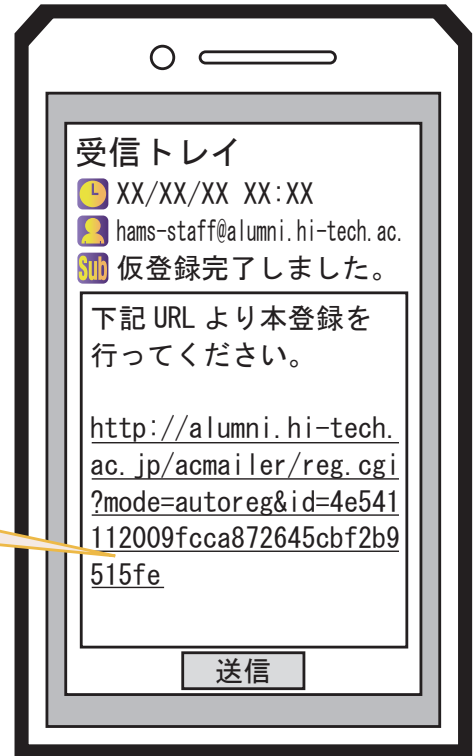 受信トレイ
XX/XX/XX XX:XX
hams-staff@alumni.hi-tech.ac.
Sub 仮登録完了しました。
下記 URL より本登録を
行ってください。
http://alumni.hi-tech.
ac.jp/acmailer/reg.cgi
?mode=autoreg&id=4e541
112009fcca872645cbf2b9
515fe
送信